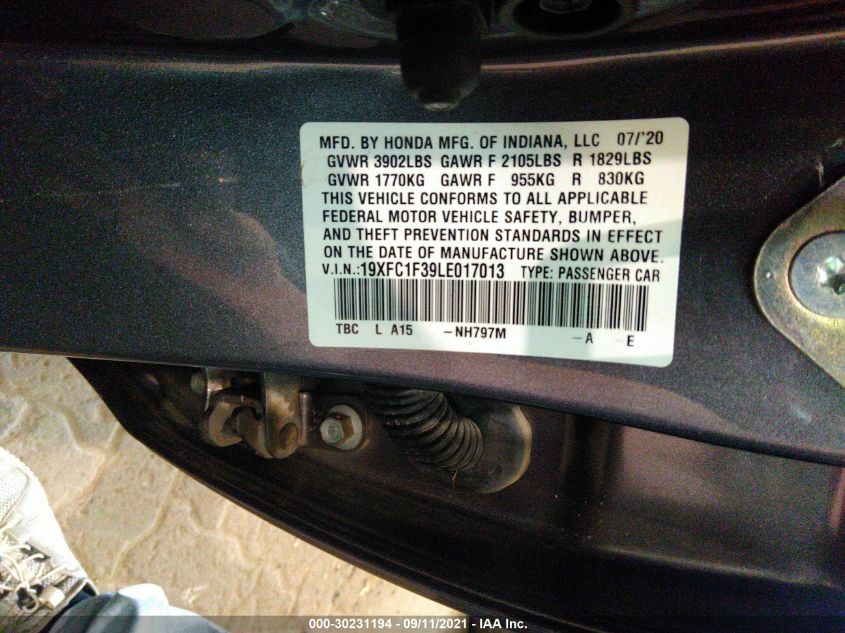 MFD. BY HONDA MFG. OF INDIANA, LLC 07/'20
GVWR 3902LBS GAWR F 2105LBS R 1829LBS
GVWR 1770KG GAWR F 955KG R 830KG
THIS VEHICLE CONFORMS TO ALL APPLICABLE
FEDERAL MOTOR VEHICLE SAFETY, BUMPER,
AND THEFT PREVENTION STANDARDS IN EFFECT
ON THE DATE OF MANUFACTURE SHOWN ABOVE.
V.I.N.:19XFC1F39LE017013 TYPE: PASSENGER CAR
TBC L A15 -NH797M -A -E
000-30231194 - 09/11/2021 - IAA Inc.